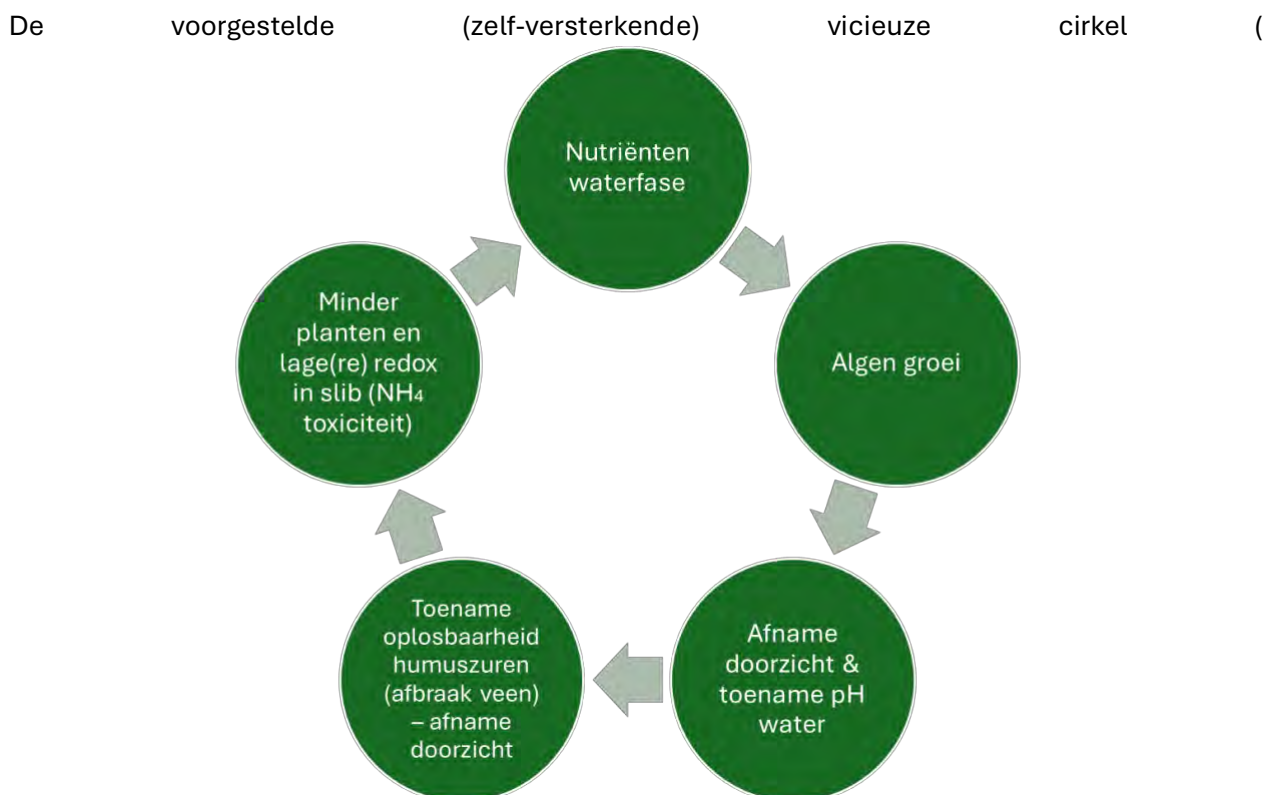 De voorgestelde (zelf-versterkende) vicieuze cirkel (
Nutriënten
waterfase
Algen groei
Afname
doorzicht &
toename pH
water
Toename
oplosbaarheid
humuszuren
(afbraak veen)
– afname
doorzicht
Minder
planten en
lage(re) redox
in slib (NH₄
toxiciteit)